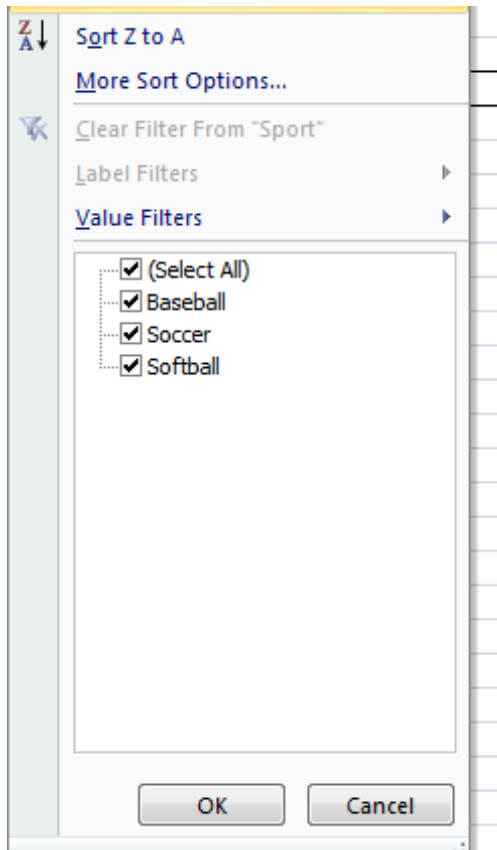 Sort Z to A
More Sort Options...
Clear Filter From "Sport"
Label Filters
Value Filters
(Select All)
Baseball
Soccer
Softball
OK Cancel